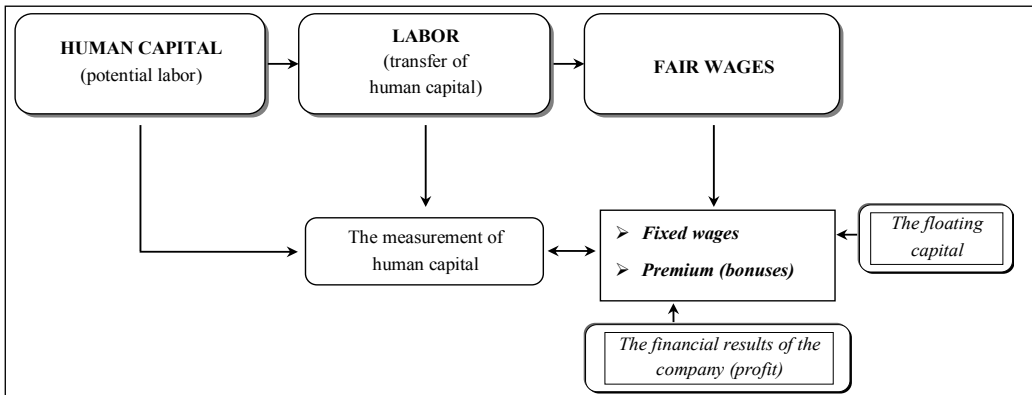 HUMAN CAPITAL
(potential labor)
LABOR
(transfer of
human capital)
FAIR WAGES
The measurement of
human capital
➢ Fixed wages
➢ Premium (bonuses)
The floating
capital
The financial results of the
company (profit)